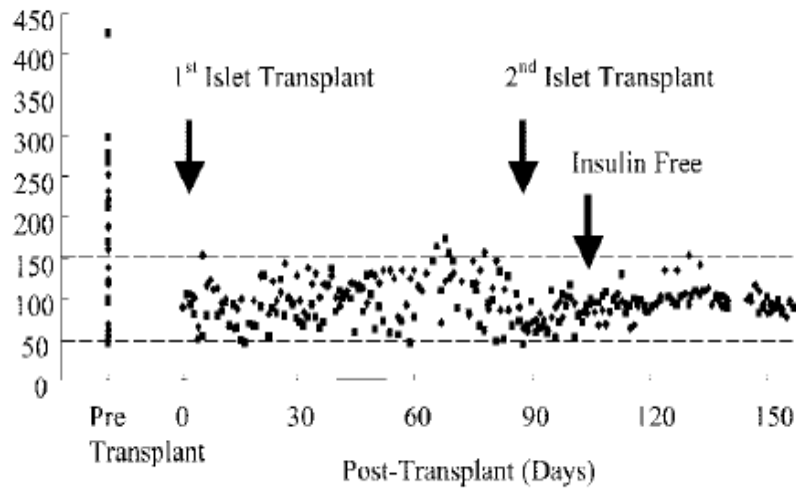 450
400
1st Islet Transplant
2nd Islet Transplant
300
Insulin Free
250
200
150
100
50
0
Pre Transplant
0 30 60 90 120 150
Post-Transplant (Days)